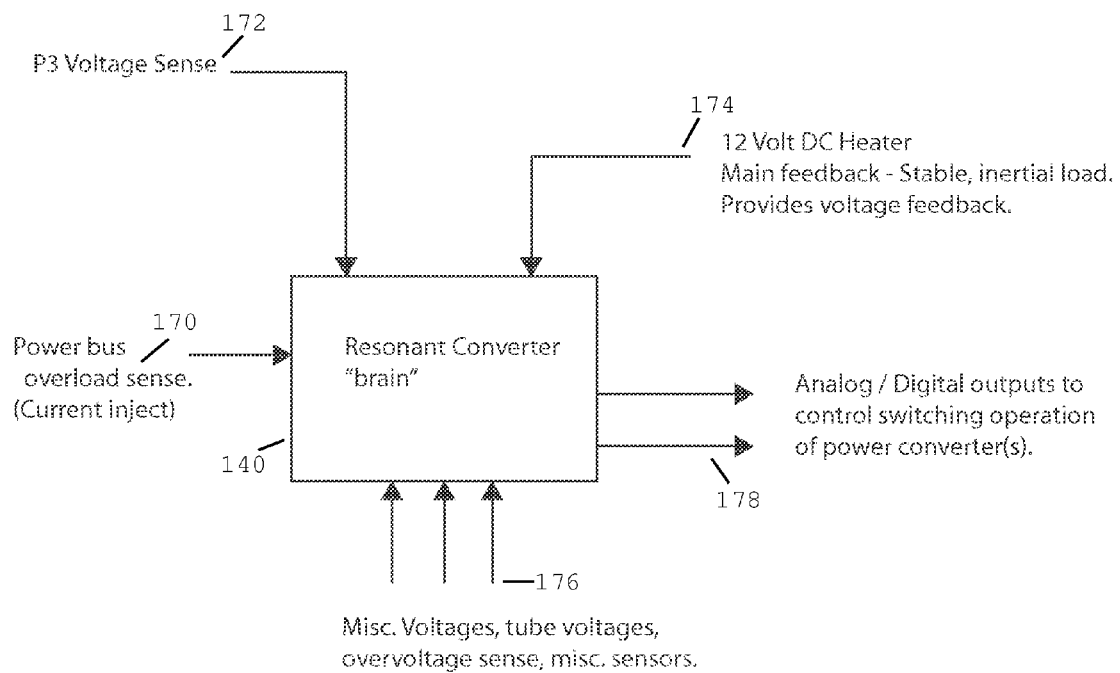 172
P3 Voltage Sense
174
12 Volt DC Heater
Main feedback - Stable, inertial load.
Provides voltage feedback.
170
Power bus
overload sense.
(Current inject)
Resonant Converter
"brain"
Analog / Digital outputs to
control switching operation
of power converter(s).
140
178
176
Misc. Voltages, tube voltages,
overvoltage sense, misc. sensors.